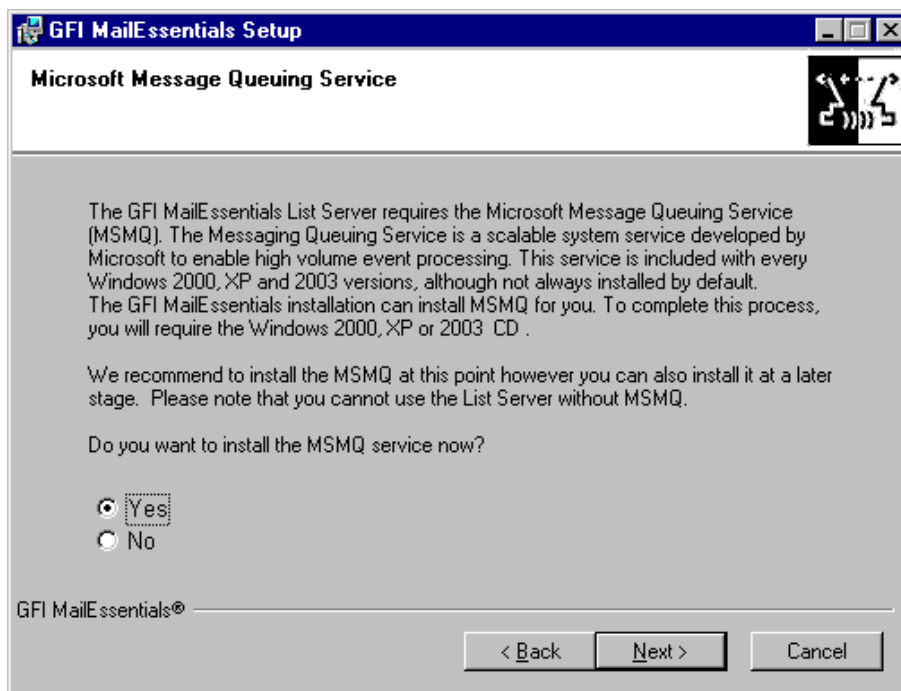 GFI MailEssentials Setup
Microsoft Message Queuing Service
The GFI MailEssentials List Server requires the Microsoft Message Queuing Service
(MSMQ). The Messaging Queuing Service is a scalable system service developed by
Microsoft to enable high volume event processing. This service is included with every
Windows 2000, XP and 2003 versions, although not always installed by default.
The GFI MailEssentials installation can install MSMQ for you. To complete this process,
you will require the Windows 2000, XP or 2003  CD .
We recommend to install the MSMQ at this point however you can also install it at a later
stage.  Please note that you cannot use the List Server without MSMQ.
Do you want to install the MSMQ service now?
Yes
No
GFI MailEssentials®
< Back
Next >
Cancel